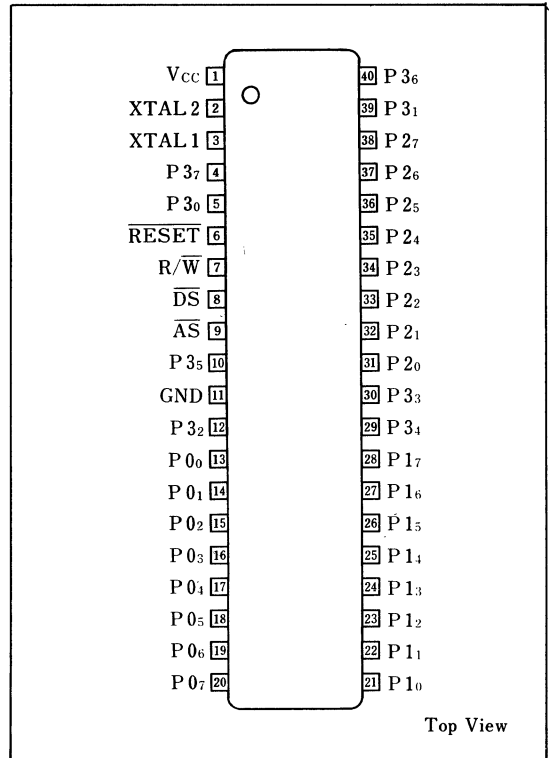 VCC 1 40 P36
XTAL2 2 39 P31
XTAL1 3 38 P27
P37 4 37 P26
P30 5 36 P25
R̅E̅S̅E̅T̅ 6 35 P24
R/W̅ 7 34 P23
D̅S̅ 8 33 P22
A̅S̅ 9 32 P21
P35 10 31 P20
GND 11 30 P33
P32 12 29 P34
P00 13 28 P17
P01 14 27 P16
P02 15 26 P15
P03 16 25 P14
P04 17 24 P13
P05 18 23 P12
P06 19 22 P11
P07 20 21 P10
Top View